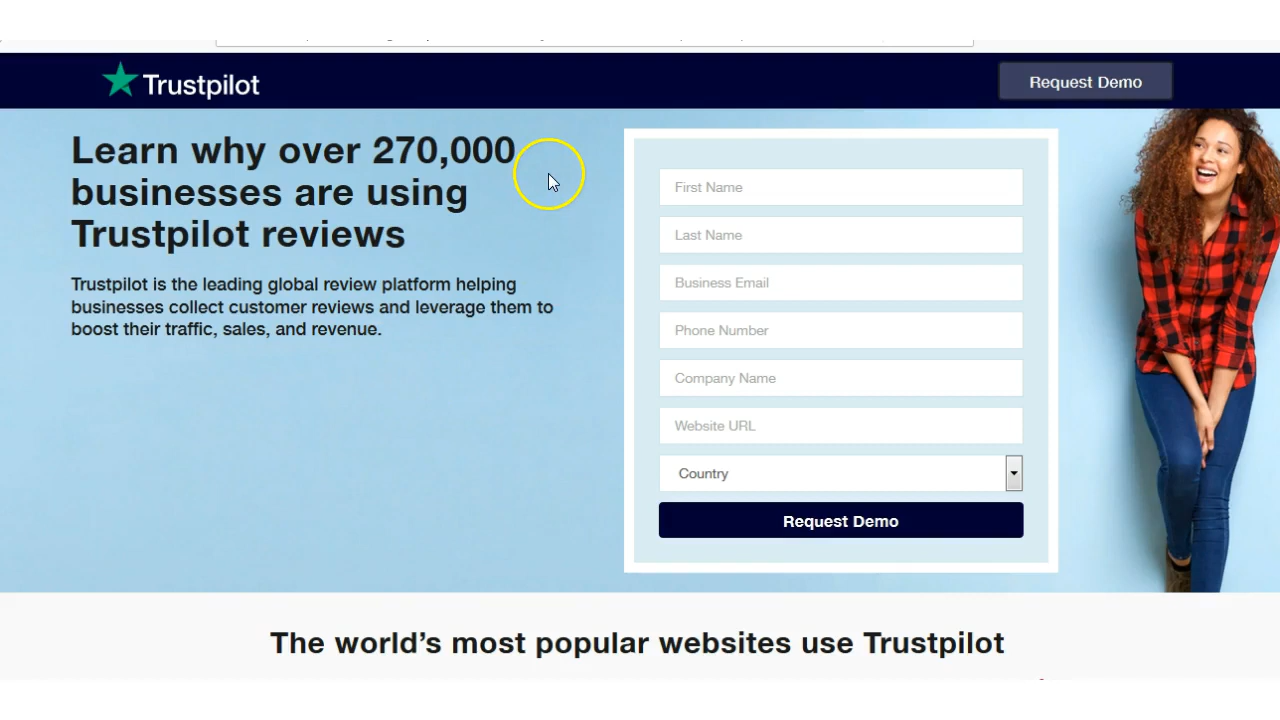 Trustpilot
Request Demo
Learn why over 270,000
businesses are using
Trustpilot reviews
Trustpilot is the leading global review platform helping
businesses collect customer reviews and leverage them to
boost their traffic, sales, and revenue.
First Name
Last Name
Business Email
Phone Number
Company Name
Website URL
Country
Request Demo
The world's most popular websites use Trustpilot